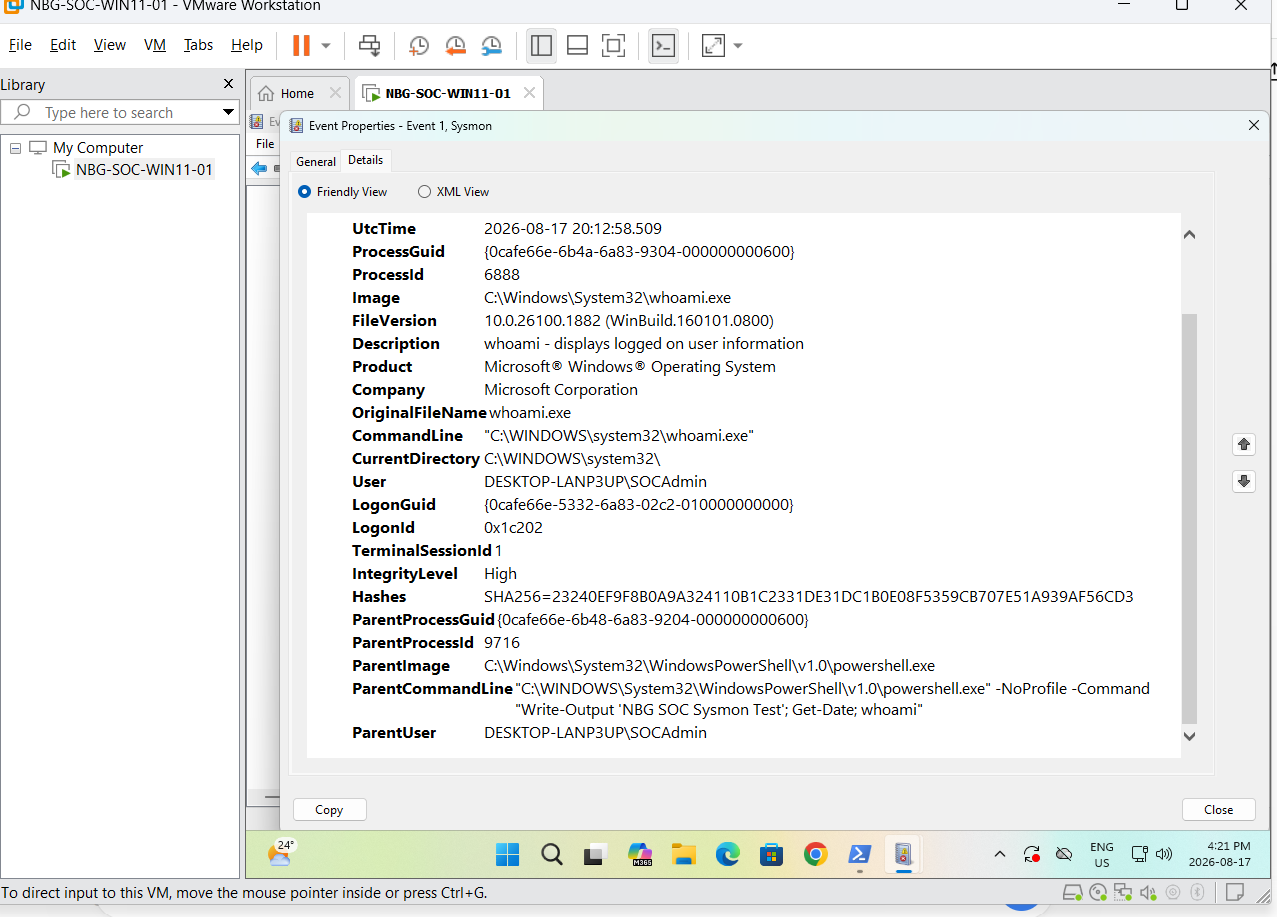 NBG-SOC-WIN11-01 - VMware Workstation
File Edit View VM Tabs Help
Library
Type here to search
My Computer
NBG-SOC-WIN11-01
Home
NBG-SOC-WIN11-01
Ev
File
Event Properties - Event 1, Sysmon
General Details
Friendly View XML View
UtcTime 2026-08-17 20:12:58.509
ProcessGuid {0cafe66e-6b4a-6a83-9304-000000000600}
ProcessId 6888
Image C:\Windows\System32\whoami.exe
FileVersion 10.0.26100.1882 (WinBuild.160101.0800)
Description whoami - displays logged on user information
Product Microsoft® Windows® Operating System
Company Microsoft Corporation
OriginalFileName whoami.exe
CommandLine "C:\WINDOWS\system32\whoami.exe"
CurrentDirectory C:\WINDOWS\system32\
User DESKTOP-LANP3UP\SOCAdmin
LogonGuid {0cafe66e-5332-6a83-02c2-010000000000}
LogonId 0x1c202
TerminalSessionId 1
IntegrityLevel High
Hashes SHA256=23240EF9F8B0A9A324110B1C2331DE31DC1B0E08F5359CB707E51A939AF56CD3
ParentProcessGuid {0cafe66e-6b48-6a83-9204-000000000600}
ParentProcessId 9716
ParentImage C:\Windows\System32\WindowsPowerShell\v1.0\powershell.exe
ParentCommandLine "C:\WINDOWS\System32\WindowsPowerShell\v1.0\powershell.exe" -NoProfile -Command
"Write-Output 'NBG SOC Sysmon Test'; Get-Date; whoami"
ParentUser DESKTOP-LANP3UP\SOCAdmin
Copy Close
24°
M365
ENG
US
4:21 PM
2026-08-17
To direct input to this VM, move the mouse pointer inside or press Ctrl+G.